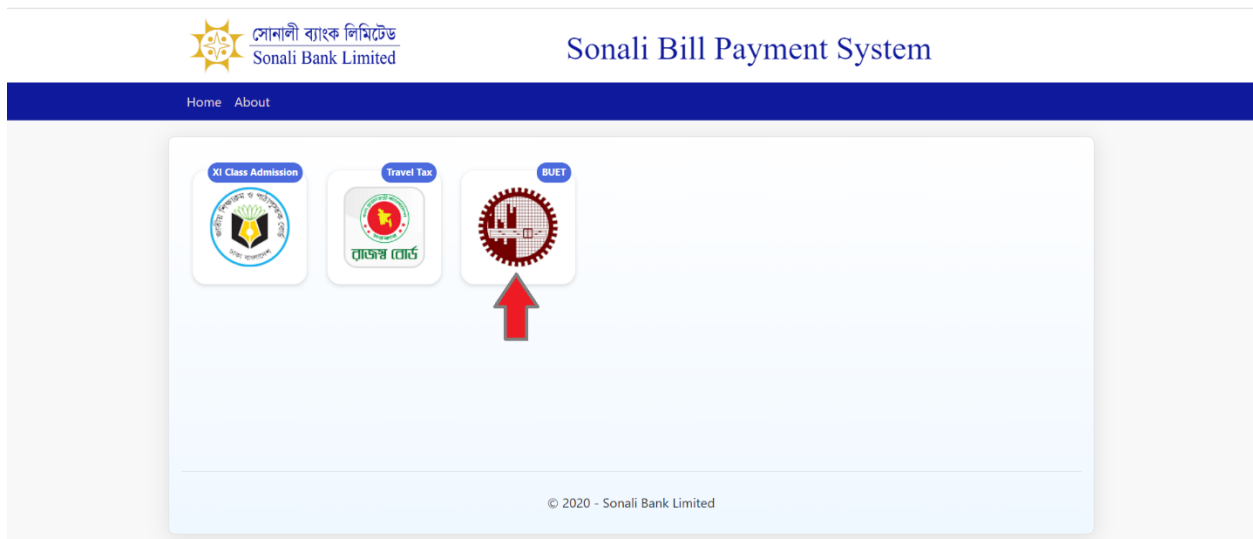 সোনালী ব্যাংক লিমিটেড
Sonali Bank Limited
Sonali Bill Payment System
Home About
XI Class Admission
Travel Tax
BUET
রাজস্ব বোর্ড
© 2020 - Sonali Bank Limited